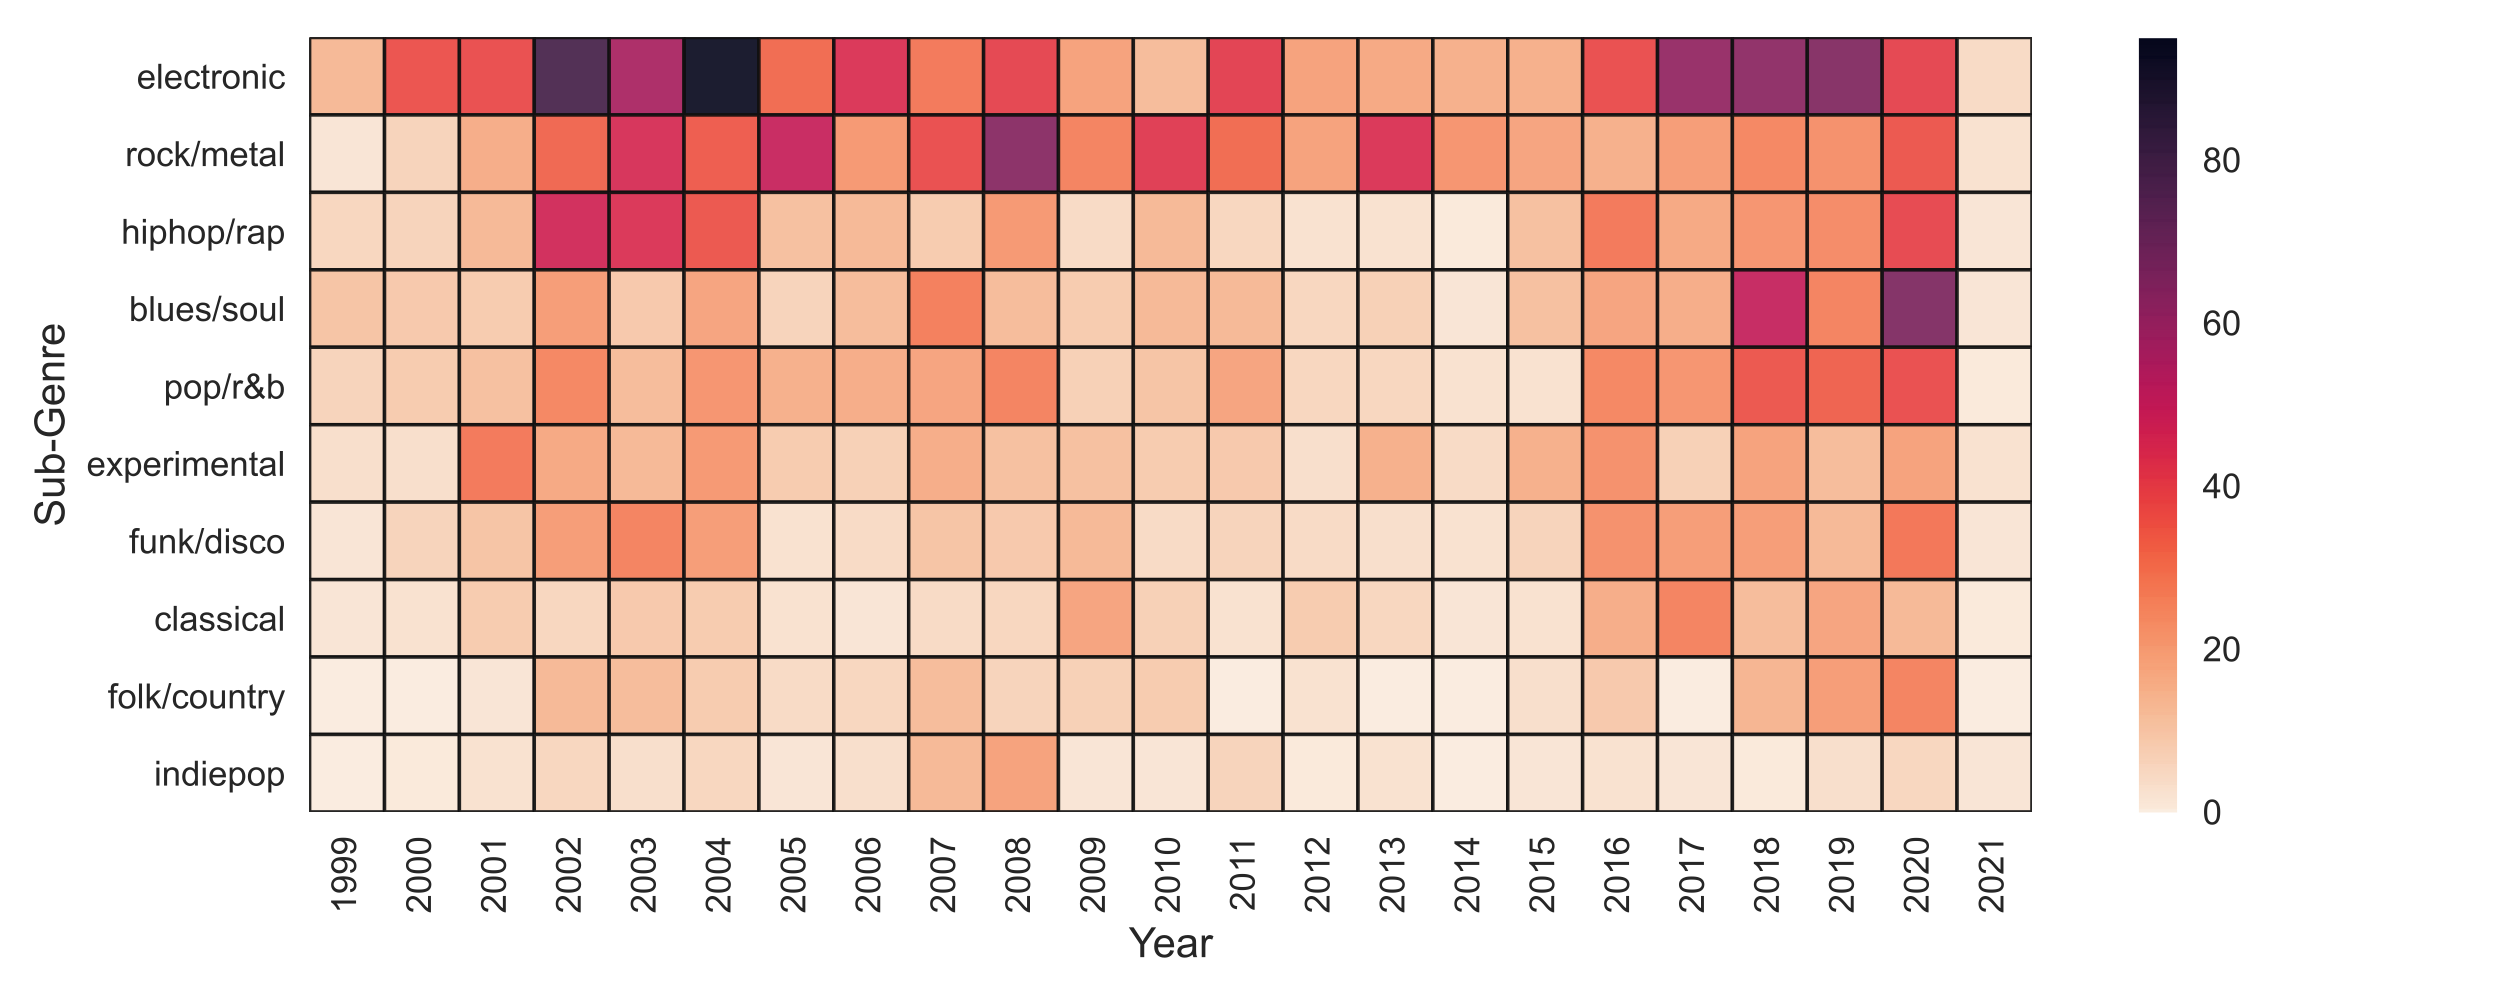 electronic
rock/metal
hiphop/rap
blues/soul
pop/r&b
experimental
funk/disco
classical
folk/country
indiepop
Sub-Genre
1999 2000 2001 2002 2003 2004 2005 2006 2007 2008 2009 2010 2011 2012 2013 2014 2015 2016 2017 2018 2019 2020 2021
Year
80
60
40
20
0